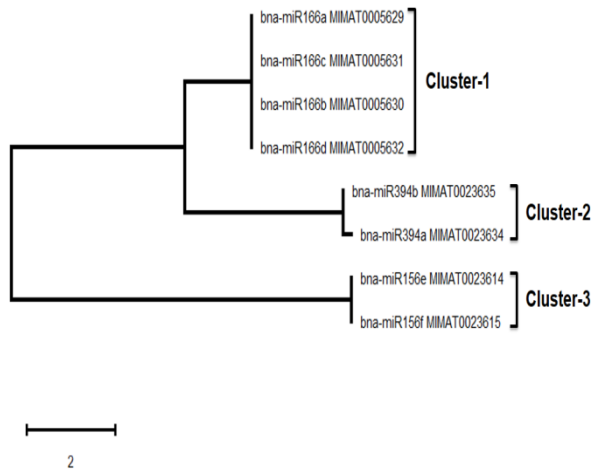 bna-miR166a MIMAT0005629
bna-miR166c MIMAT0005631
Cluster-1
bna-miR166b MIMAT0005630
bna-miR166d MIMAT0005632
bna-miR394b MIMAT0023635
Cluster-2
bna-miR394a MIMAT0023634
bna-miR156e MIMAT0023614
Cluster-3
bna-miR156f MIMAT0023615
2